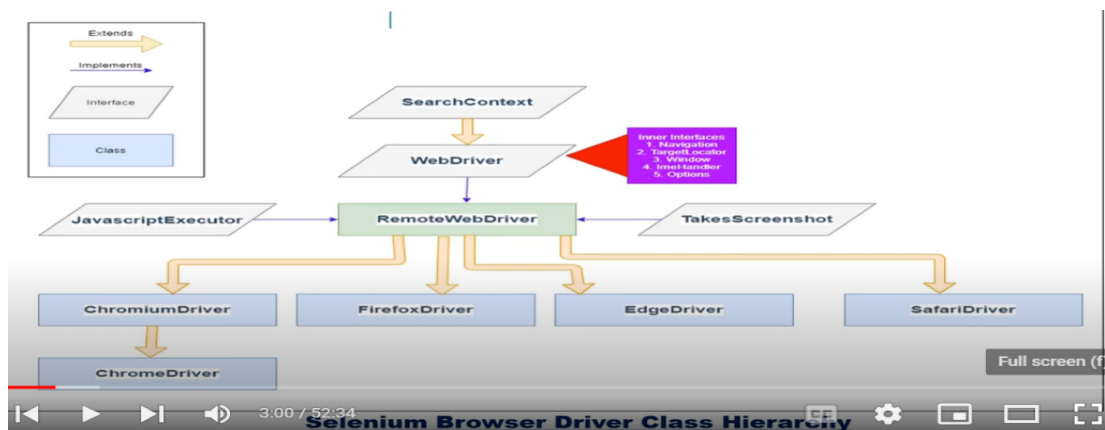 Extends
Implements
Interface
Class
SearchContext
WebDriver
Inner Interfaces
1. Navigation
2. TargetLocator
3. Window
4. ImeHandler
5. Options
JavascriptExecutor
RemoteWebDriver
TakesScreenshot
ChromiumDriver
FirefoxDriver
EdgeDriver
SafariDriver
ChromeDriver
Full screen (f
3:00 / 52:34
Selenium Browser Driver Class Hierarchy